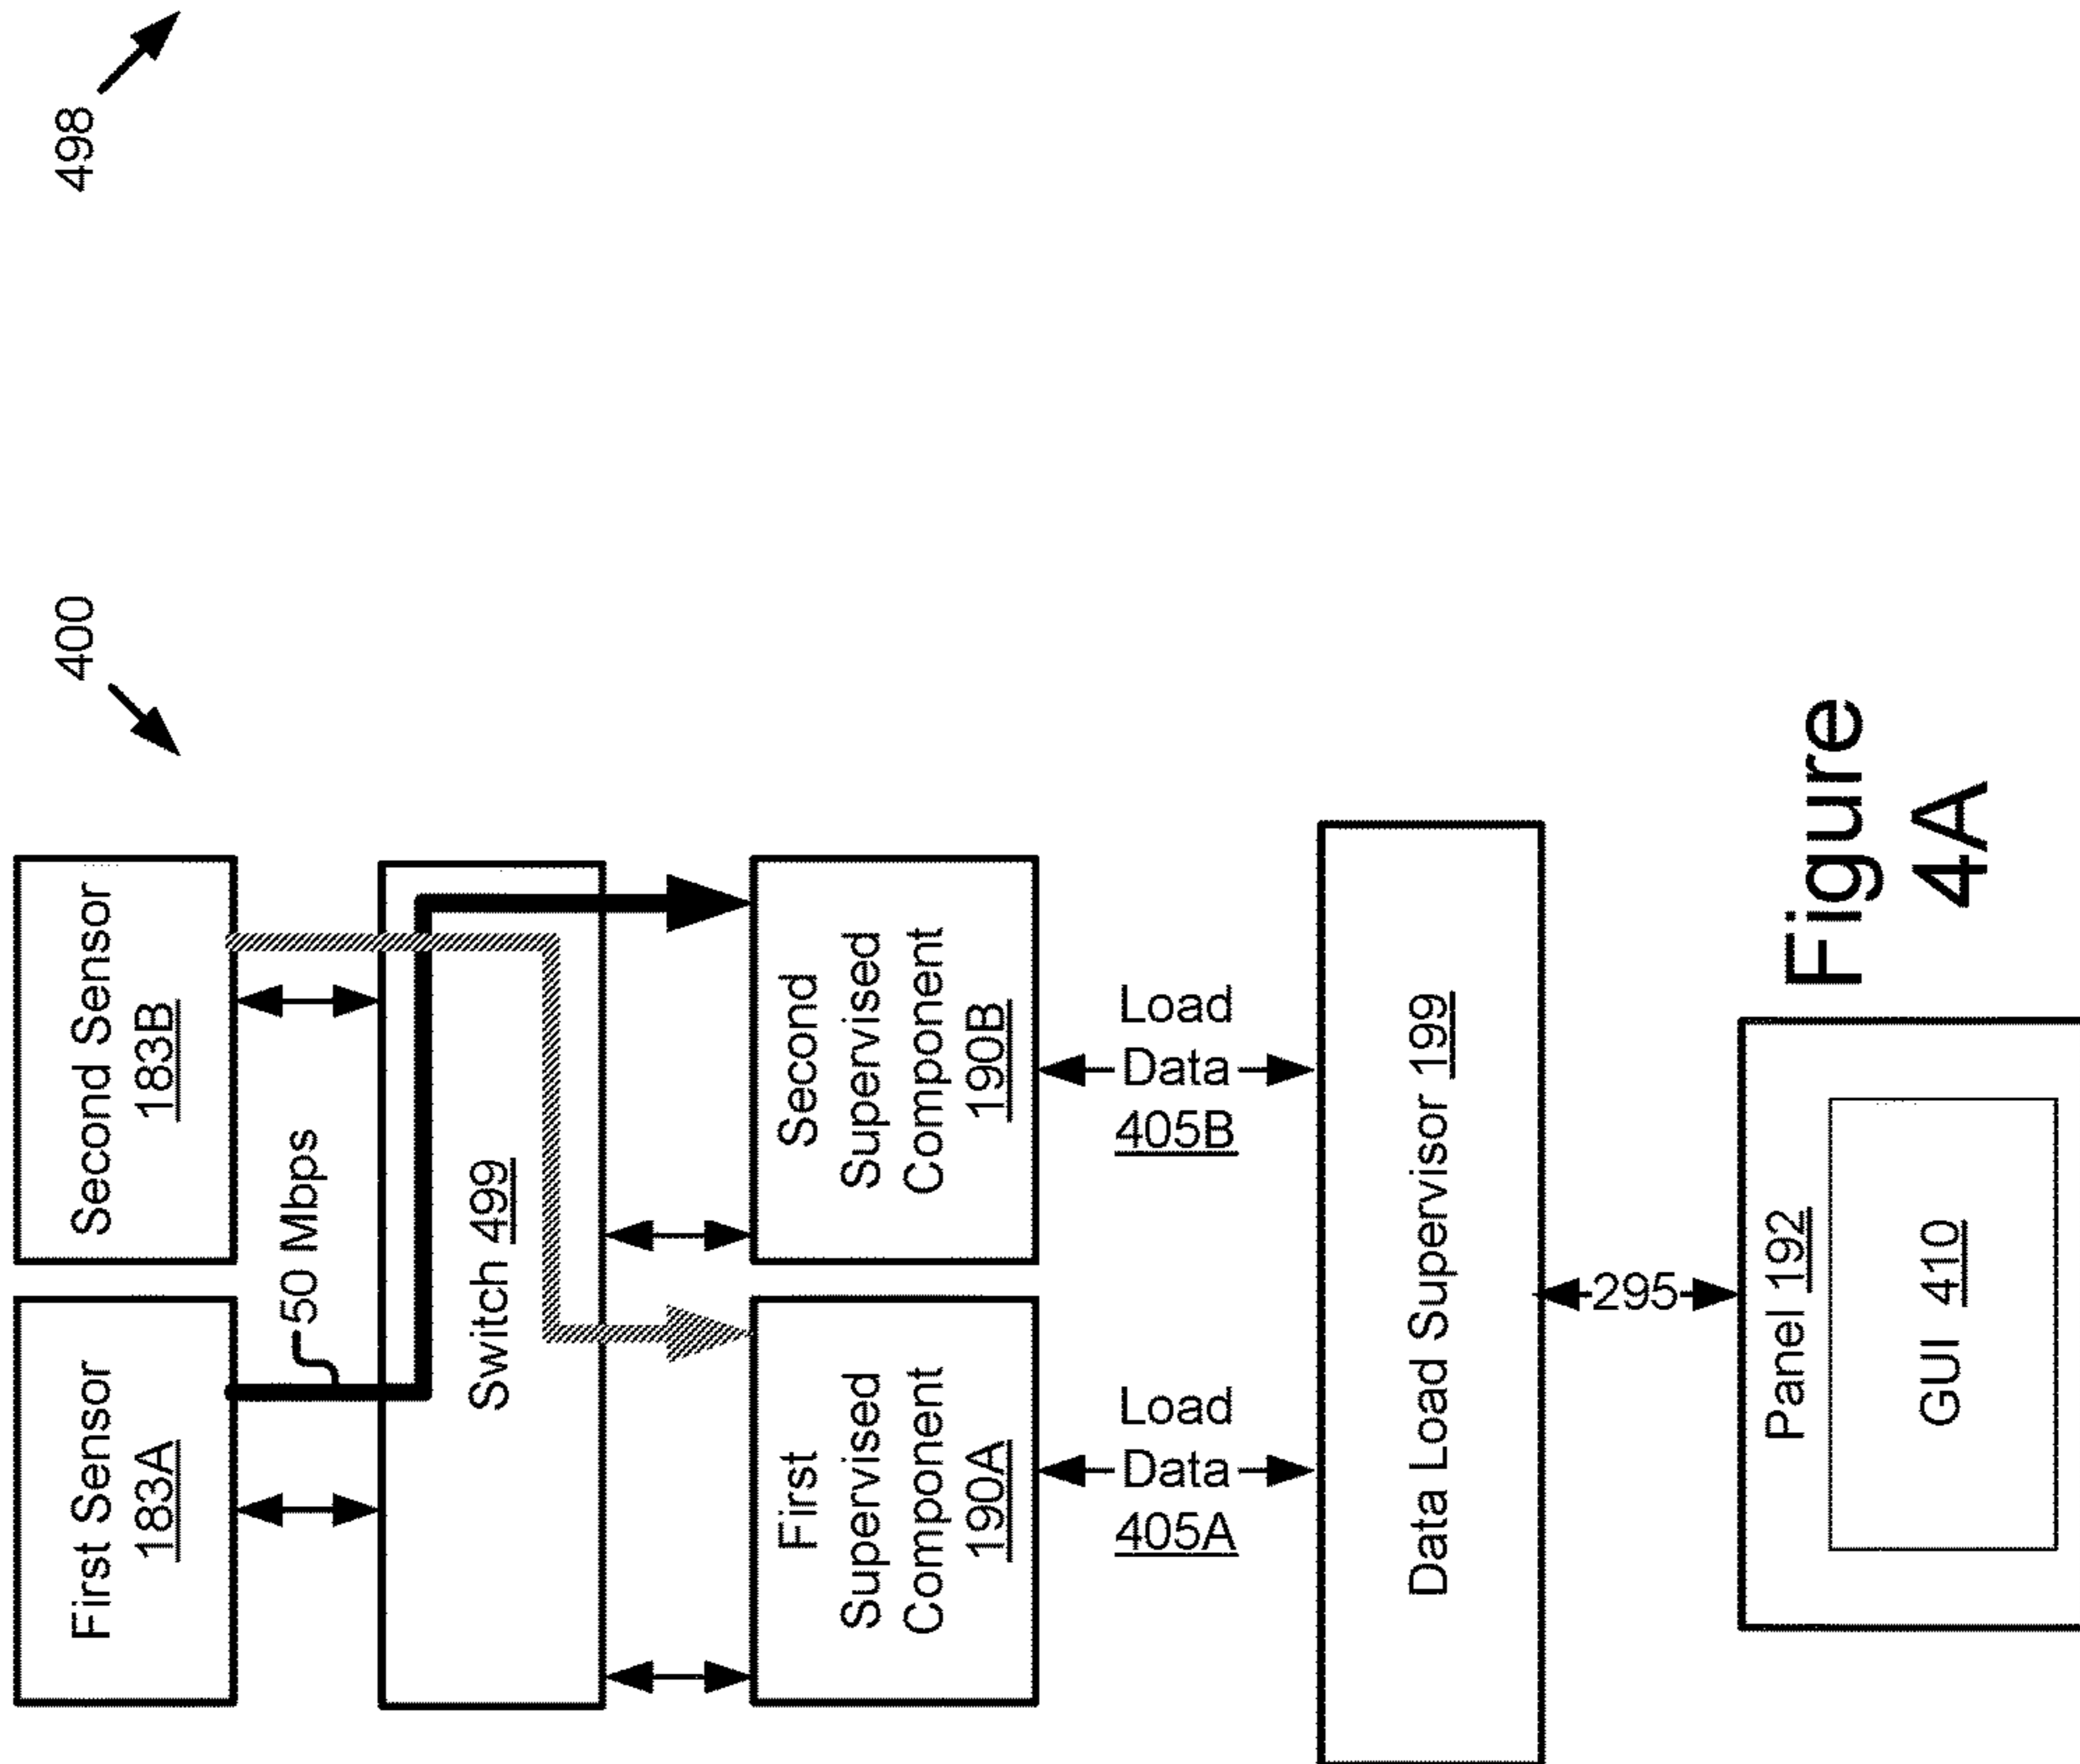 400
498
First Sensor
183A
Second Sensor
183B
50 Mbps
Switch 499
First
Supervised
Component
190A
Second
Supervised
Component
190B
Load
Data
405A
Load
Data
405B
Data Load Supervisor 199
295
Panel 192
GUI 410
Figure
4A